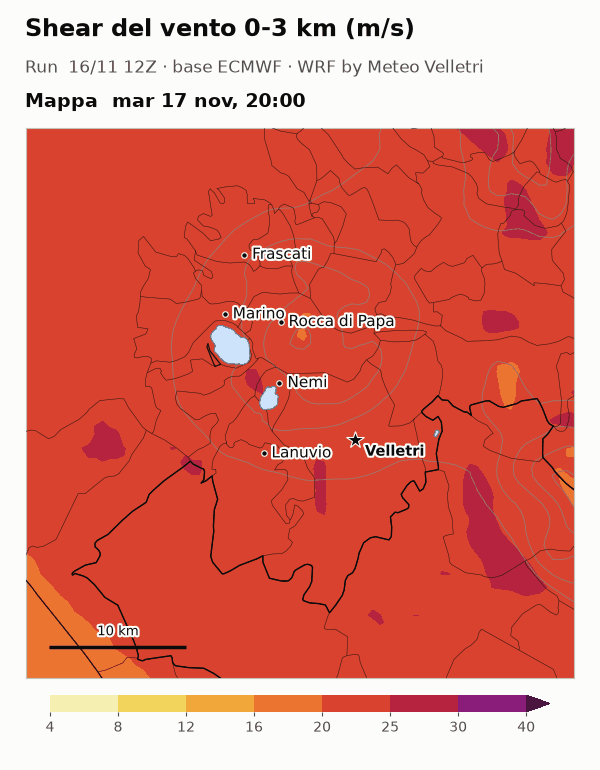 Shear del vento 0-3 km (m/s)
Run  16/11 12Z · base ECMWF · WRF by Meteo Velletri
Mappa  mar 17 nov, 20:00
Frascati
Marino
Rocca di Papa
Nemi
Velletri
Lanuvio
10 km
4 8 12 16 20 25 30 40